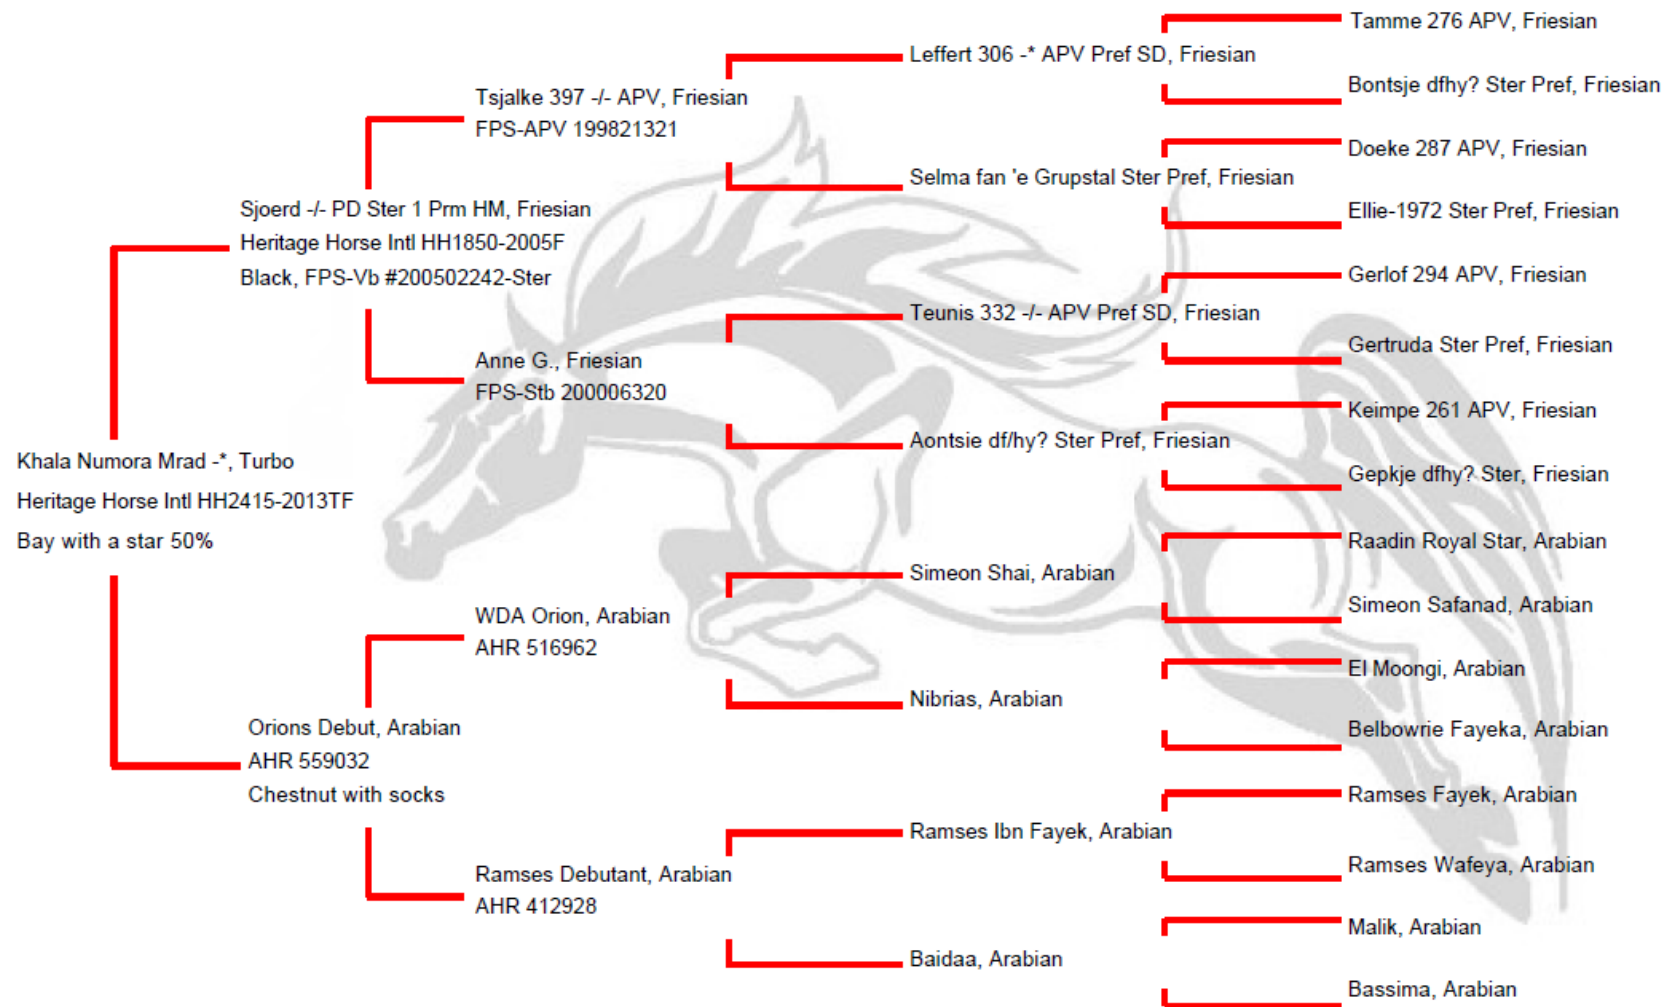 Khala Numora Mrad -*, Turbo
Heritage Horse Intl HH2415-2013TF
Bay with a star 50%
Sjoerd -/- PD Ster 1 Prm HM, Friesian
Heritage Horse Intl HH1850-2005F
Black, FPS-Vb #200502242-Ster
Orions Debut, Arabian
AHR 559032
Chestnut with socks
Tsjalke 397 -/- APV, Friesian
FPS-APV 199821321
Anne G., Friesian
FPS-Stb 200006320
WDA Orion, Arabian
AHR 516962
Ramses Debutant, Arabian
AHR 412928
Leffert 306 -* APV Pref SD, Friesian
Selma fan 'e Grupstal Ster Pref, Friesian
Teunis 332 -/- APV Pref SD, Friesian
Aontsie df/hy? Ster Pref, Friesian
Simeon Shai, Arabian
Nibrias, Arabian
Ramses Ibn Fayek, Arabian
Baidaa, Arabian
Tamme 276 APV, Friesian
Bontsje dfhy? Ster Pref, Friesian
Doeke 287 APV, Friesian
Ellie-1972 Ster Pref, Friesian
Gerlof 294 APV, Friesian
Gertruda Ster Pref, Friesian
Keimpe 261 APV, Friesian
Gepkje dfhy? Ster, Friesian
Raadin Royal Star, Arabian
Simeon Safanad, Arabian
El Moongi, Arabian
Belbowrie Fayeka, Arabian
Ramses Fayek, Arabian
Ramses Wafeya, Arabian
Malik, Arabian
Bassima, Arabian